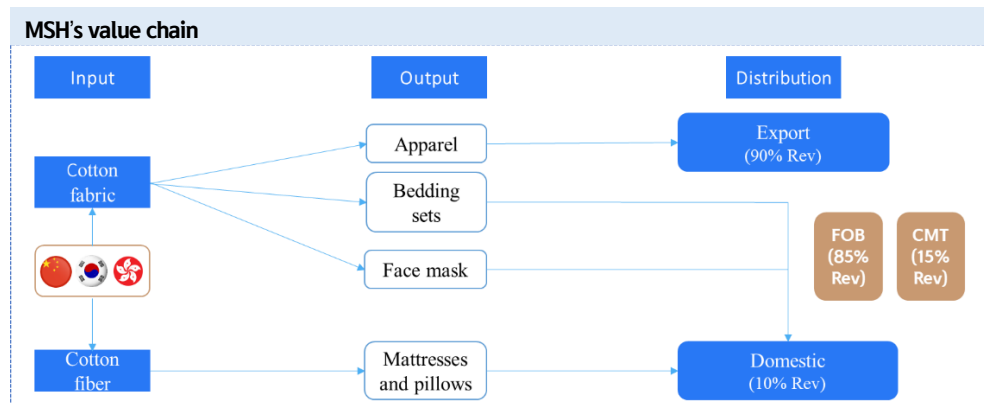 MSH's value chain
Input
Output
Distribution
Apparel
Export
(90% Rev)
Cotton
fabric
Bedding
sets
FOB
(85%
Rev)
CMT
(15%
Rev)
Face mask
Cotton
fiber
Mattresses
and pillows
Domestic
(10% Rev)